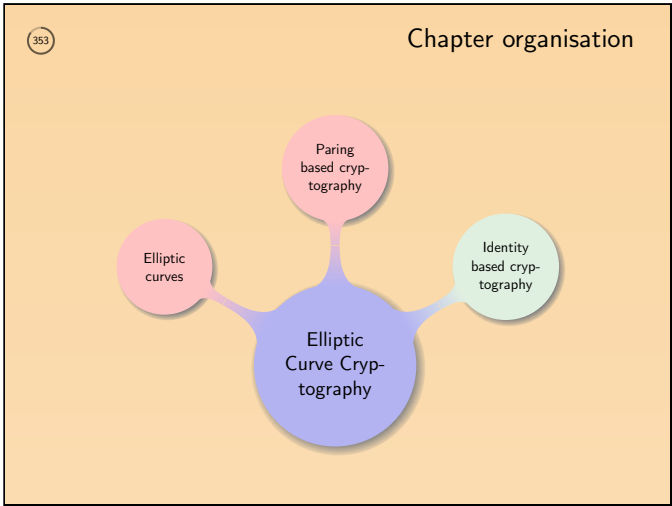 353
Chapter organisation
Paring
based cryp-
tography
Elliptic
curves
Identity
based cryp-
tography
Elliptic
Curve Cryp-
tography